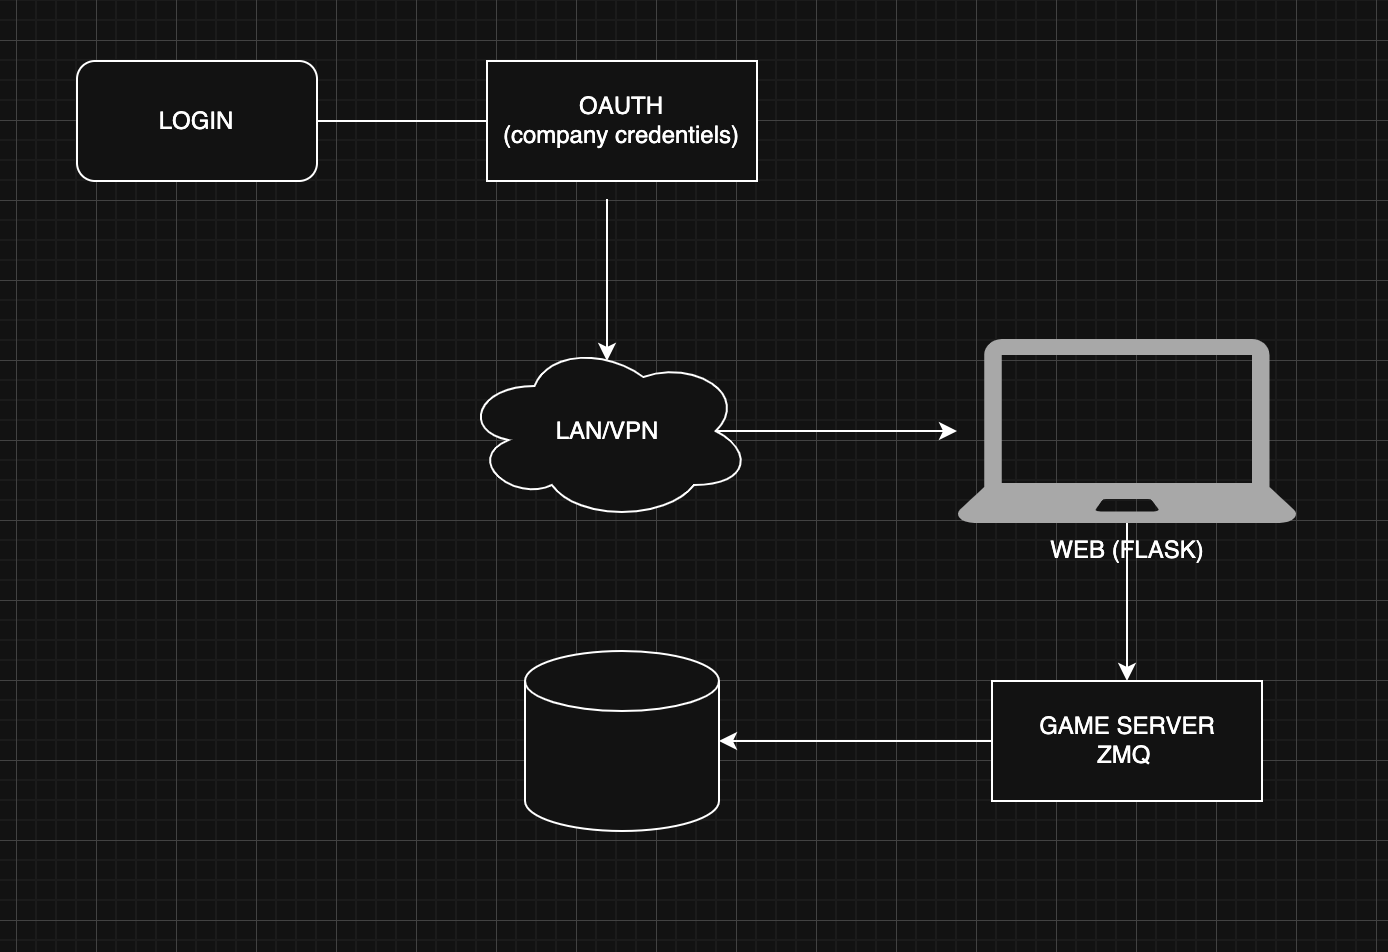 LOGIN
OAUTH
(company credentiels)
LAN/VPN
WEB (FLASK)
GAME SERVER
ZMQ